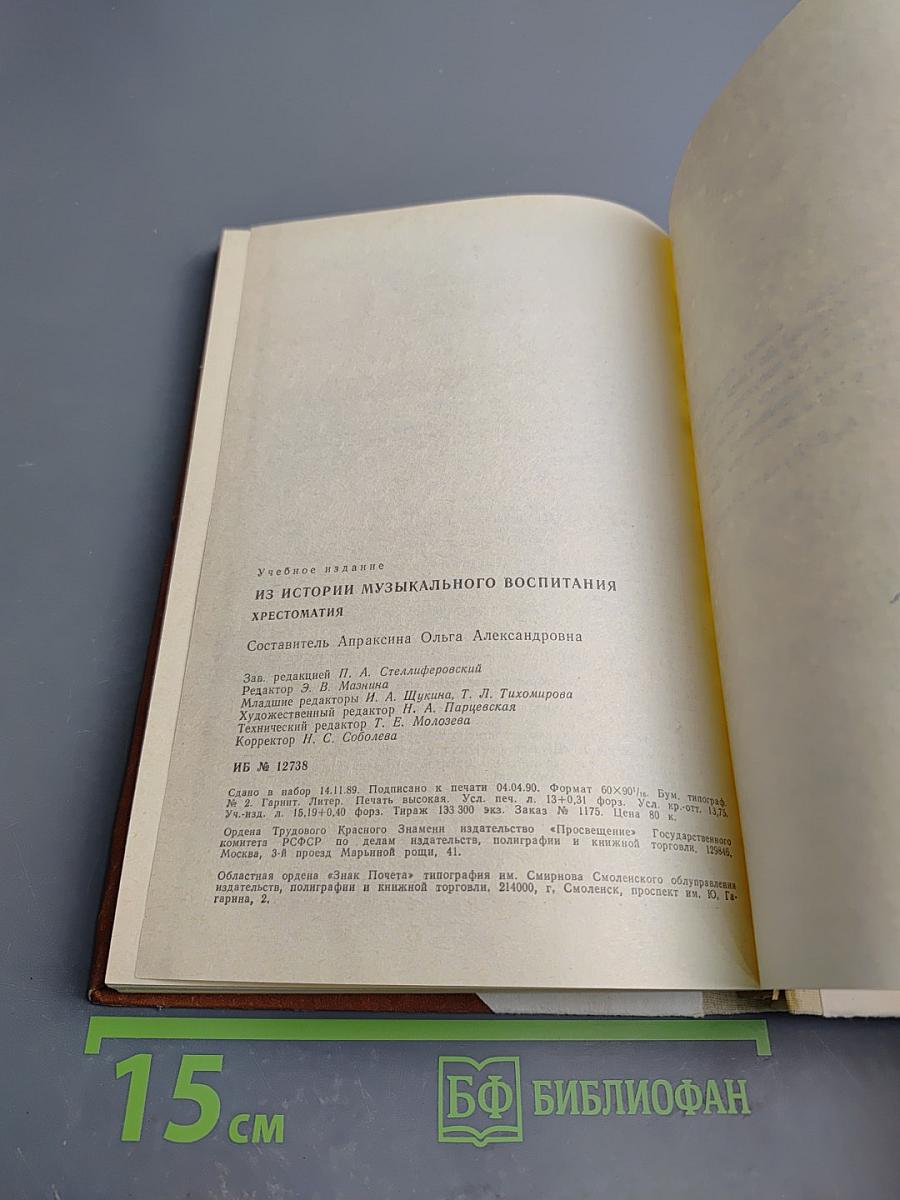 Учебное издание
ИЗ ИСТОРИИ МУЗЫКАЛЬНОГО ВОСПИТАНИЯ
ХРЕСТОМАТИЯ
Составитель Апраксина Ольга Александровна
Зав. редакцией П. А. Стеллиферовский
Редактор Э. В. Мазнина
Младшие редакторы И. А. Щукина, Т. Л. Тихомирова
Художественный редактор Н. А. Парцевская
Технический редактор Т. Е. Молозева
Корректор Н. С. Соболева
ИБ № 12738
Сдано в набор 14.11.89. Подписано к печати 04.04.90. Формат 60×90¹/₁₆. Бум. типограф.
№ 2. Гарнит. Литер. Печать высокая. Усл. печ. л. 13+0,31 форз. Усл. кр.-отт. 13,75.
Уч.-изд. л. 15,19+0,40 форз. Тираж 133 300 экз. Заказ № 1175. Цена 80 к.
Ордена Трудового Красного Знамени издательство «Просвещение» Государственного
комитета РСФСР по делам издательств, полиграфии и книжной торговли. 129846,
Москва, 3-й проезд Марьиной рощи, 41.
Областная ордена «Знак Почета» типография им. Смирнова Смоленского облуправления
издательств, полиграфии и книжной торговли, 214000, г. Смоленск, проспект им. Ю. Га-
гарина, 2.
15 см
БФ БИБЛИОФАН